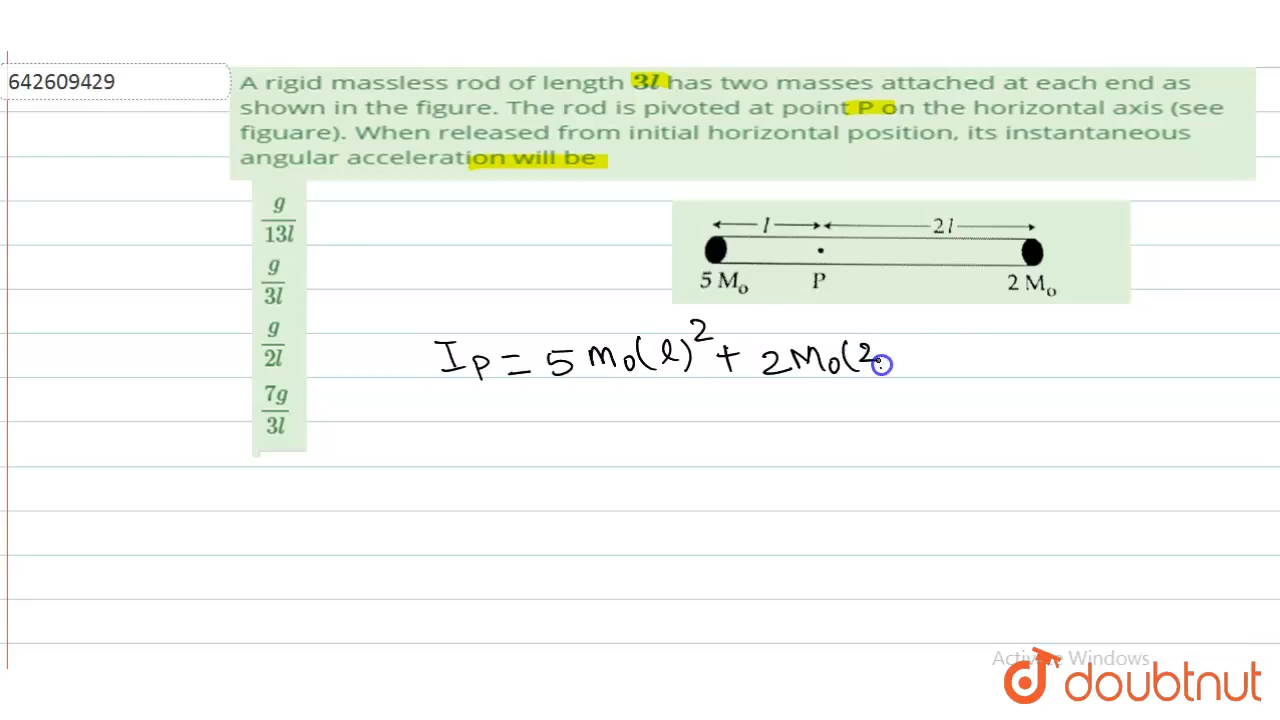 642609429
A rigid massless rod of length 3l has two masses attached at each end as
shown in the figure. The rod is pivoted at point P on the horizontal axis (see
figuare). When released from initial horizontal position, its instantaneous
angular acceleration will be
g
13l
g
3l
g
2l
7g
3l
l 2l
5 M₀ P 2 M₀
I_P = 5 M₀(l)² + 2M₀(2
Activate Windows
doubtnut